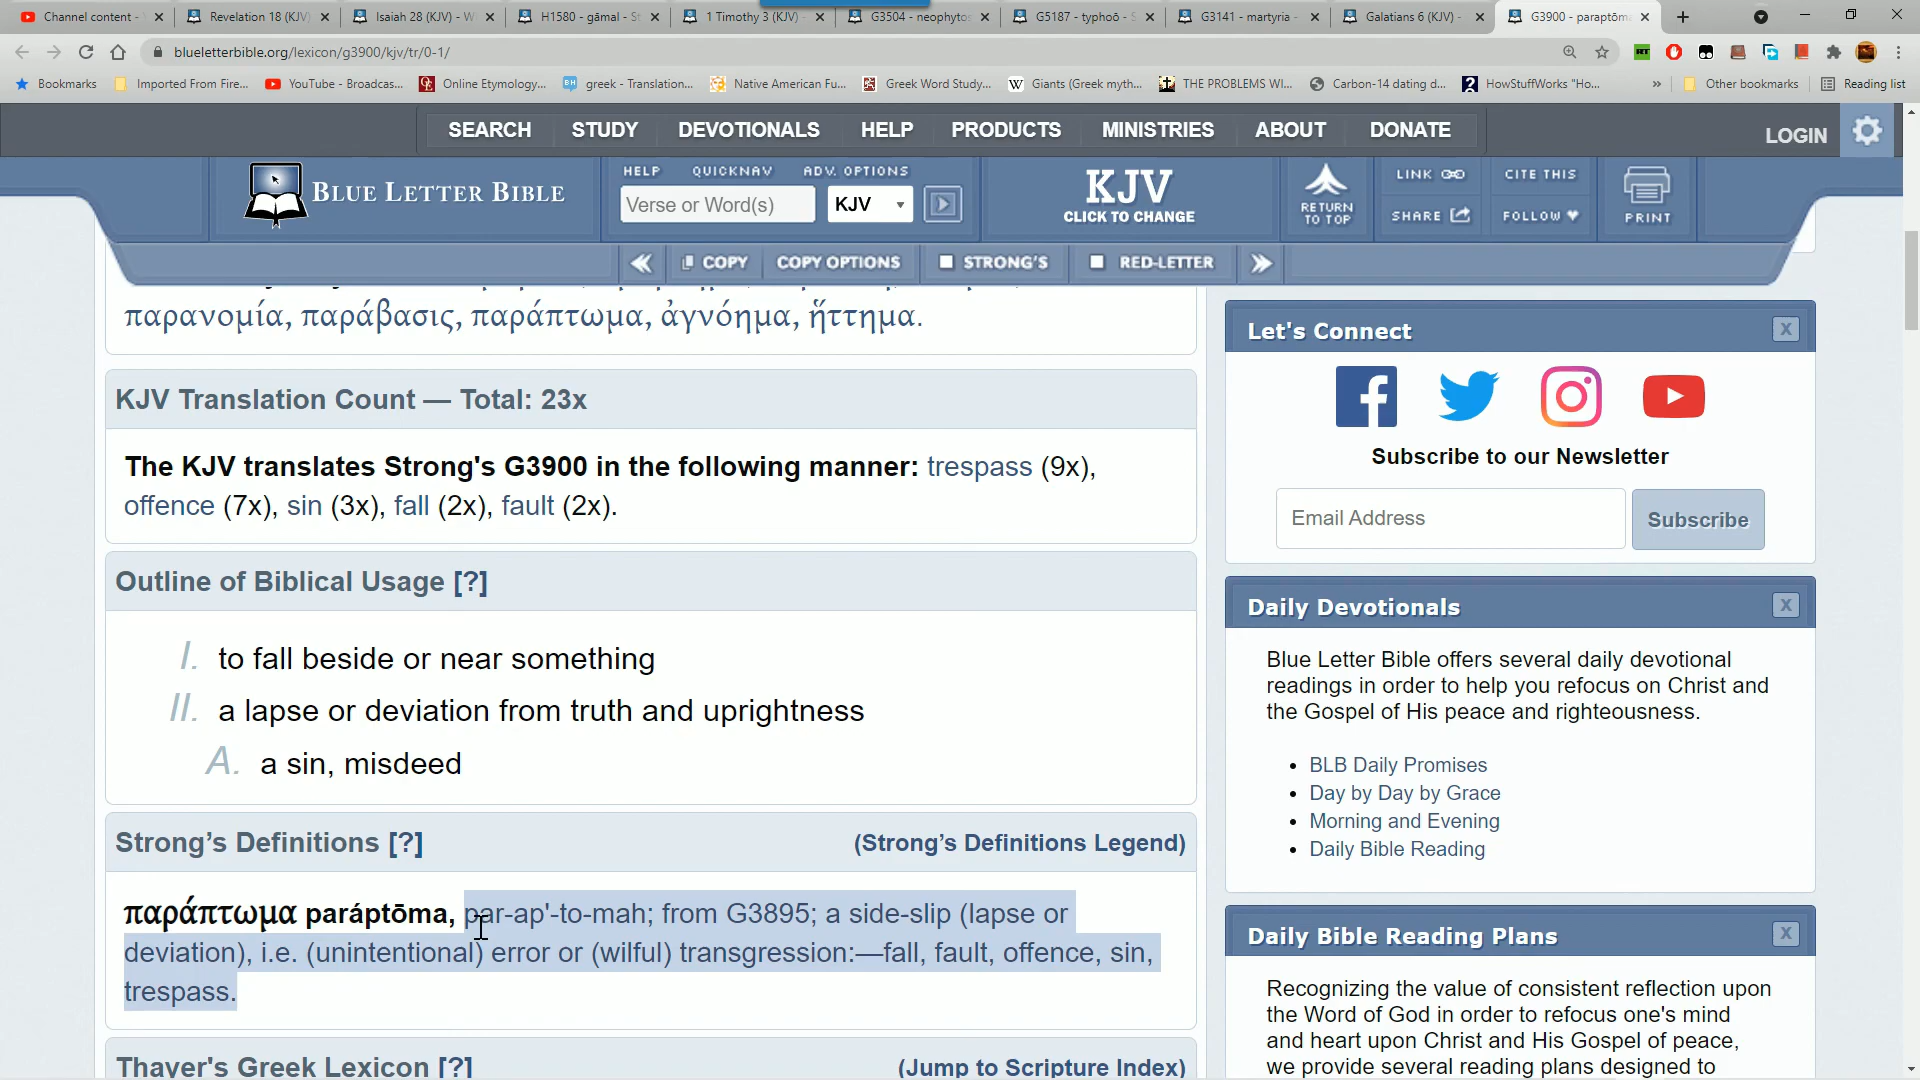 Channel content - Y
Revelation 18 (KJV)
Isaiah 28 (KJV) - W
H1580 - gāmal - St
1 Timothy 3 (KJV) -
G3504 - neophytos
G5187 - typhoō - S
G3141 - martyria -
Galatians 6 (KJV) -
G3900 - paraptōma
blueletterbible.org/lexicon/g3900/kjv/tr/0-1/
Bookmarks
Imported From Fire...
YouTube - Broadcas...
Online Etymology...
greek - Translation...
Native American Fu...
Greek Word Study...
Giants (Greek myth...
THE PROBLEMS WI...
Carbon-14 dating d...
HowStuffWorks "Ho...
Other bookmarks
Reading list
SEARCH STUDY DEVOTIONALS HELP PRODUCTS MINISTRIES ABOUT DONATE
LOGIN
BLUE LETTER BIBLE
HELP QUICKNAV ADV. OPTIONS
Verse or Word(s)
KJV
KJV
CLICK TO CHANGE
RETURN
TO TOP
LINK
SHARE
CITE THIS
FOLLOW
PRINT
COPY COPY OPTIONS STRONG'S RED-LETTER
παρανομία, παράβασις, παράπτωμα, ἀγνόημα, ἥττημα.
KJV Translation Count — Total: 23x
The KJV translates Strong's G3900 in the following manner: trespass (9x),
offence (7x), sin (3x), fall (2x), fault (2x).
Outline of Biblical Usage [?]
I. to fall beside or near something
II. a lapse or deviation from truth and uprightness
A. a sin, misdeed
Strong’s Definitions [?]
(Strong’s Definitions Legend)
παράπτωμα paráptōma, par-ap'-to-mah; from G3895; a side-slip (lapse or
deviation), i.e. (unintentional) error or (wilful) transgression:—fall, fault, offence, sin,
trespass.
Thayer's Greek Lexicon [?]
(Jump to Scripture Index)
Let's Connect
X
Subscribe to our Newsletter
Email Address
Subscribe
Daily Devotionals
X
Blue Letter Bible offers several daily devotional
readings in order to help you refocus on Christ and
the Gospel of His peace and righteousness.
BLB Daily Promises
Day by Day by Grace
Morning and Evening
Daily Bible Reading
Daily Bible Reading Plans
X
Recognizing the value of consistent reflection upon
the Word of God in order to refocus one's mind
and heart upon Christ and His Gospel of peace,
we provide several reading plans designed to